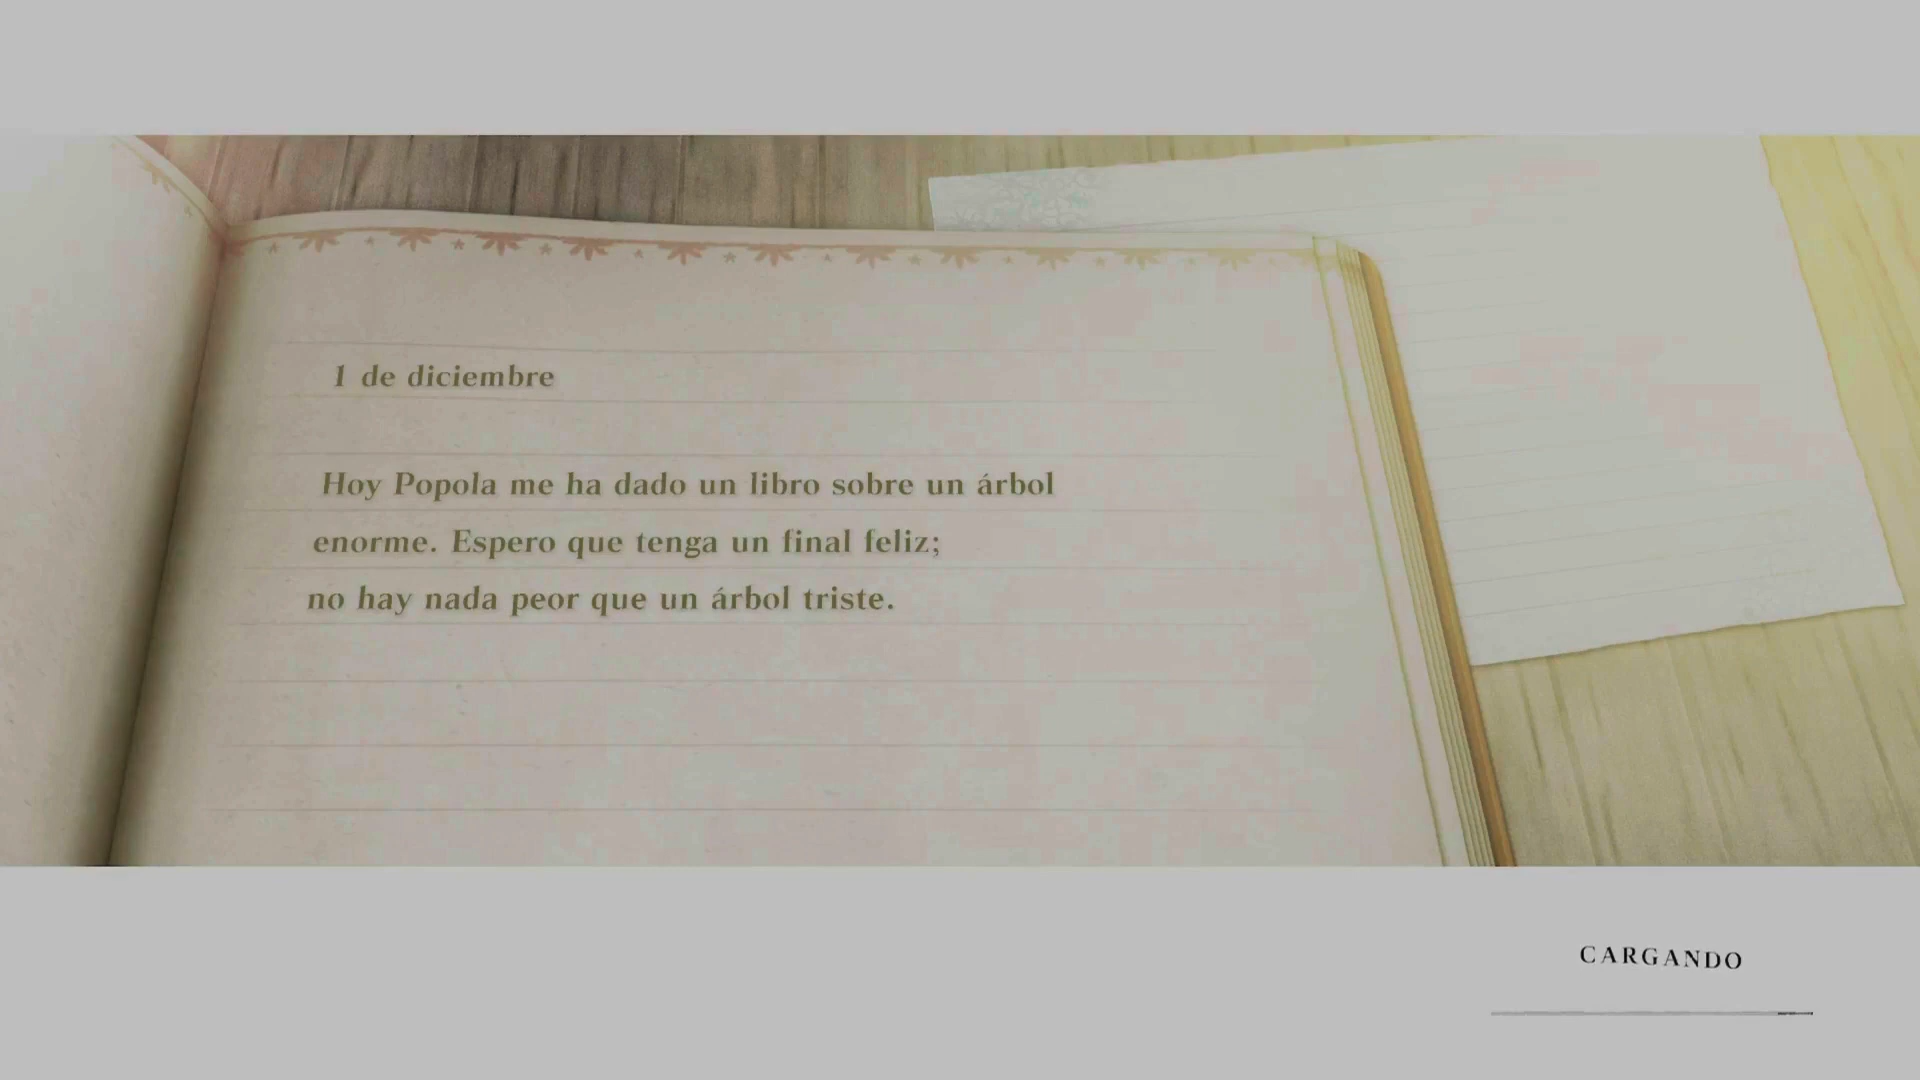 1 de diciembre
Hoy Popola me ha dado un libro sobre un árbol
enorme. Espero que tenga un final feliz;
no hay nada peor que un árbol triste.
CARGANDO